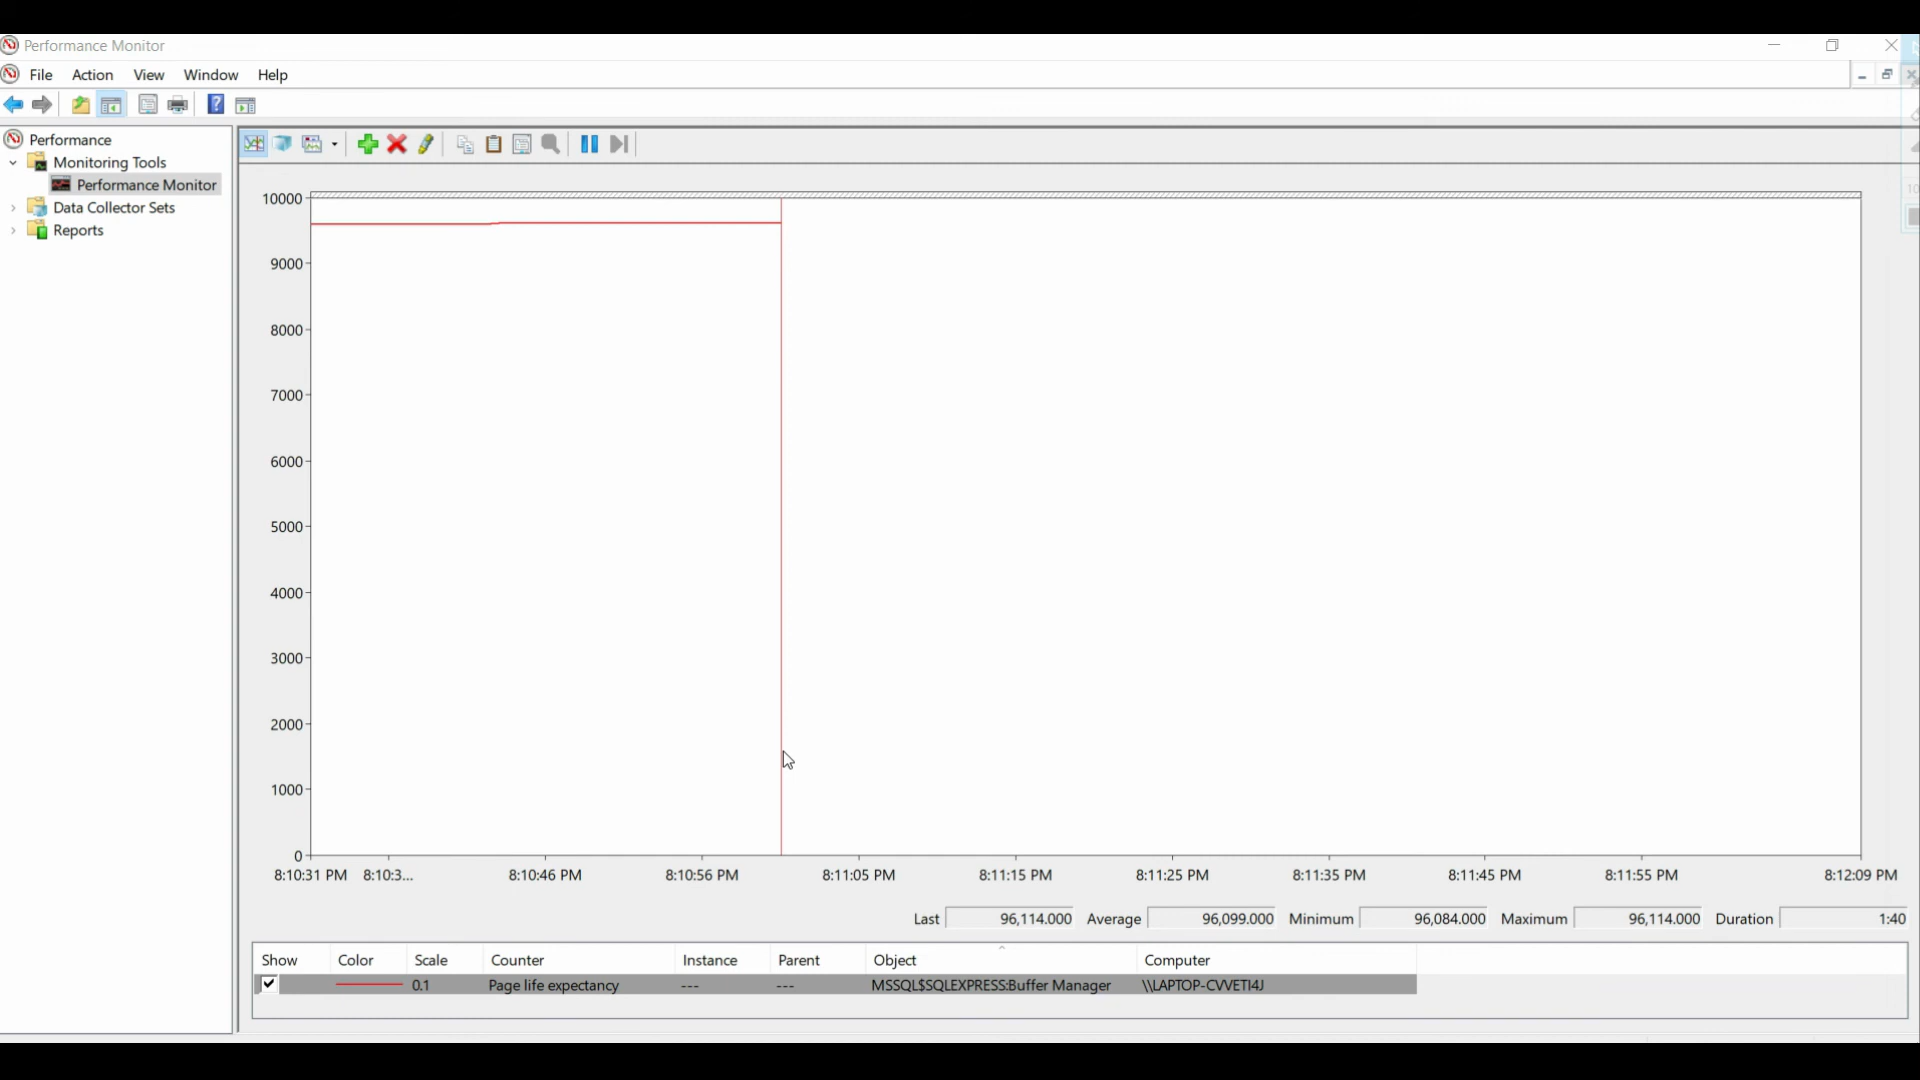 Performance Monitor
File Action View Window Help
Performance
Monitoring Tools
Performance Monitor
Data Collector Sets
Reports
10000
9000
8000
7000
6000
5000
4000
3000
2000
1000
0
8:10:31 PM 8:10:3... 8:10:46 PM 8:10:56 PM 8:11:05 PM 8:11:15 PM 8:11:25 PM 8:11:35 PM 8:11:45 PM 8:11:55 PM 8:12:09 PM
Last 96,114.000 Average 96,099.000 Minimum 96,084.000 Maximum 96,114.000 Duration 1:40
Show Color Scale Counter Instance Parent Object Computer
0.1 Page life expectancy --- --- MSSQL$SQLEXPRESS:Buffer Manager